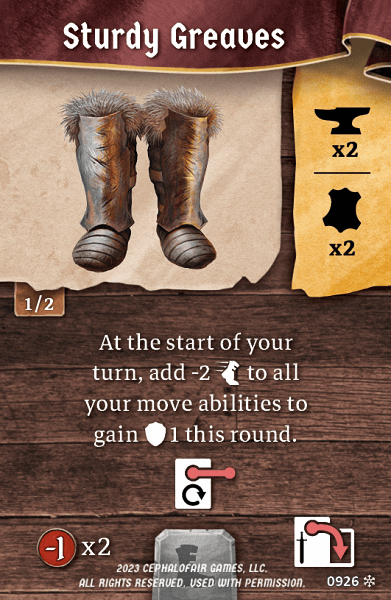 Sturdy Greaves
x2
x2
1/2
At the start of your
turn, add -2 to all
your move abilities to
gain 1 this round.
-1 x2
2023 CEPHALOFAIR GAMES, LLC.
ALL RIGHTS RESERVED, USED WITH PERMISSION.
0926